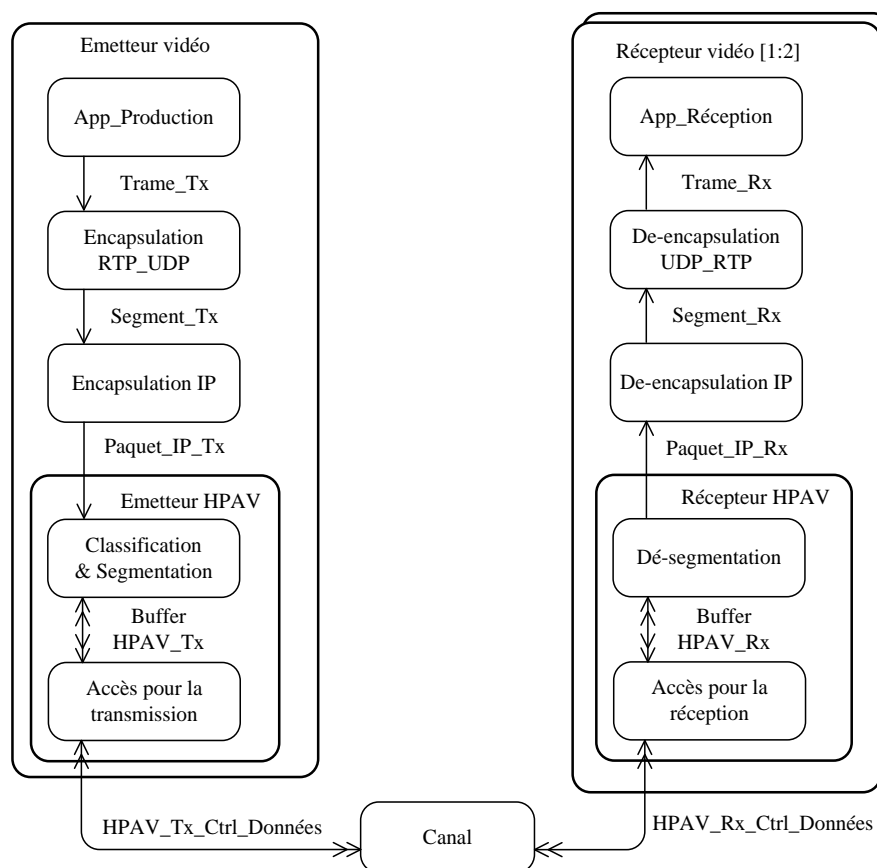 Emetteur vidéo
App_Production
Trame_Tx
Encapsulation
RTP_UDP
Segment_Tx
Encapsulation IP
Paquet_IP_Tx
Emetteur HPAV
Classification
& Segmentation
Buffer
HPAV_Tx
Accès pour la
transmission
HPAV_Tx_Ctrl_Données
Canal
Récepteur vidéo [1:2]
App_Réception
Trame_Rx
De-encapsulation
UDP_RTP
Segment_Rx
De-encapsulation IP
Paquet_IP_Rx
Récepteur HPAV
Dé-segmentation
Buffer
HPAV_Rx
Accès pour la
réception
HPAV_Rx_Ctrl_Données